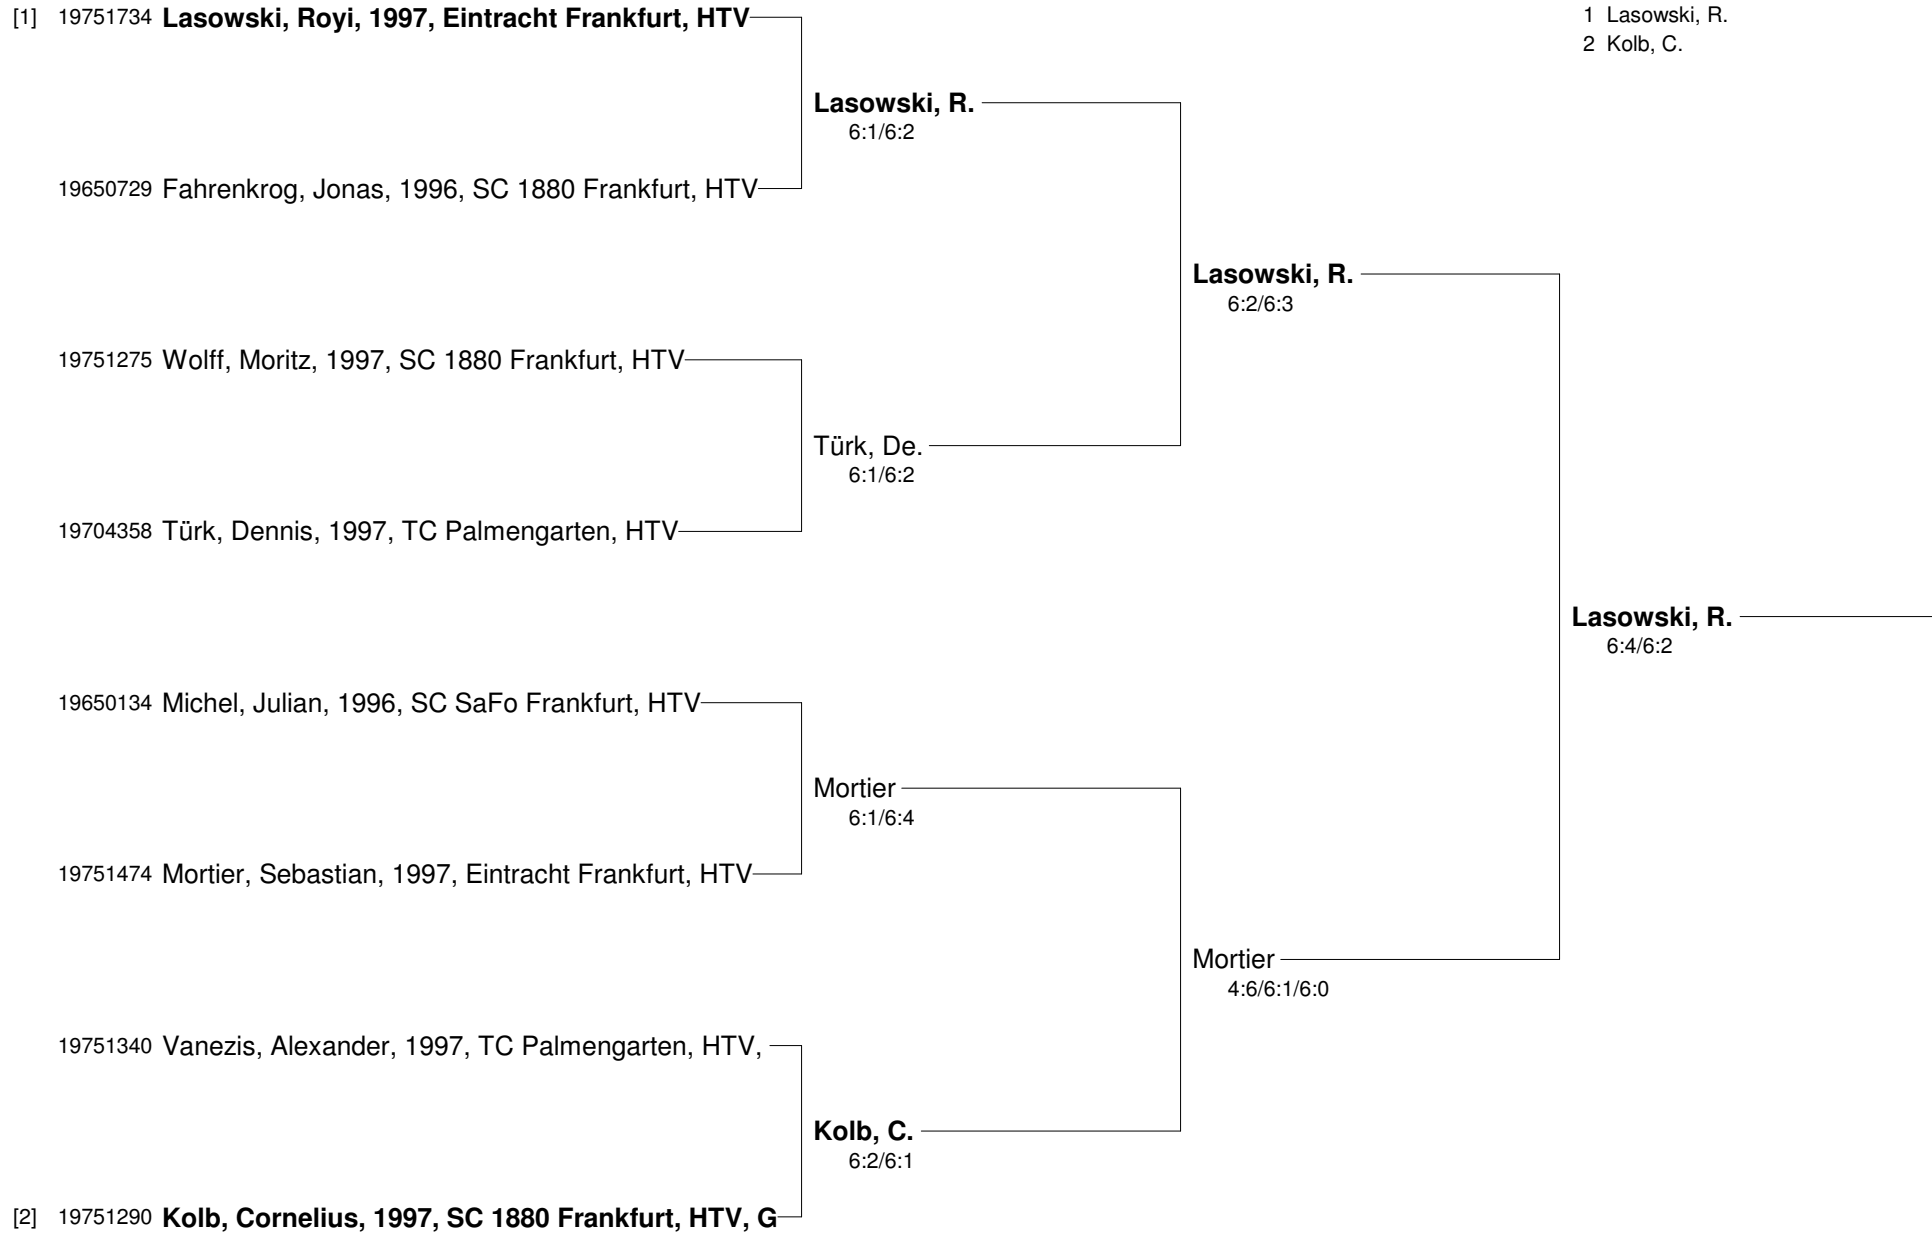 [1] 19751734 Lasowski, Royi, 1997, Eintracht Frankfurt, HTV
1 Lasowski, R.
2 Kolb, C.
Lasowski, R.
6:1/6:2
19650729 Fahrenkrog, Jonas, 1996, SC 1880 Frankfurt, HTV
Lasowski, R.
6:2/6:3
19751275 Wolff, Moritz, 1997, SC 1880 Frankfurt, HTV
Türk, De.
6:1/6:2
19704358 Türk, Dennis, 1997, TC Palmengarten, HTV
Lasowski, R.
6:4/6:2
19650134 Michel, Julian, 1996, SC SaFo Frankfurt, HTV
Mortier
6:1/6:4
19751474 Mortier, Sebastian, 1997, Eintracht Frankfurt, HTV
Mortier
4:6/6:1/6:0
19751340 Vanezis, Alexander, 1997, TC Palmengarten, HTV,
Kolb, C.
6:2/6:1
[2] 19751290 Kolb, Cornelius, 1997, SC 1880 Frankfurt, HTV, G